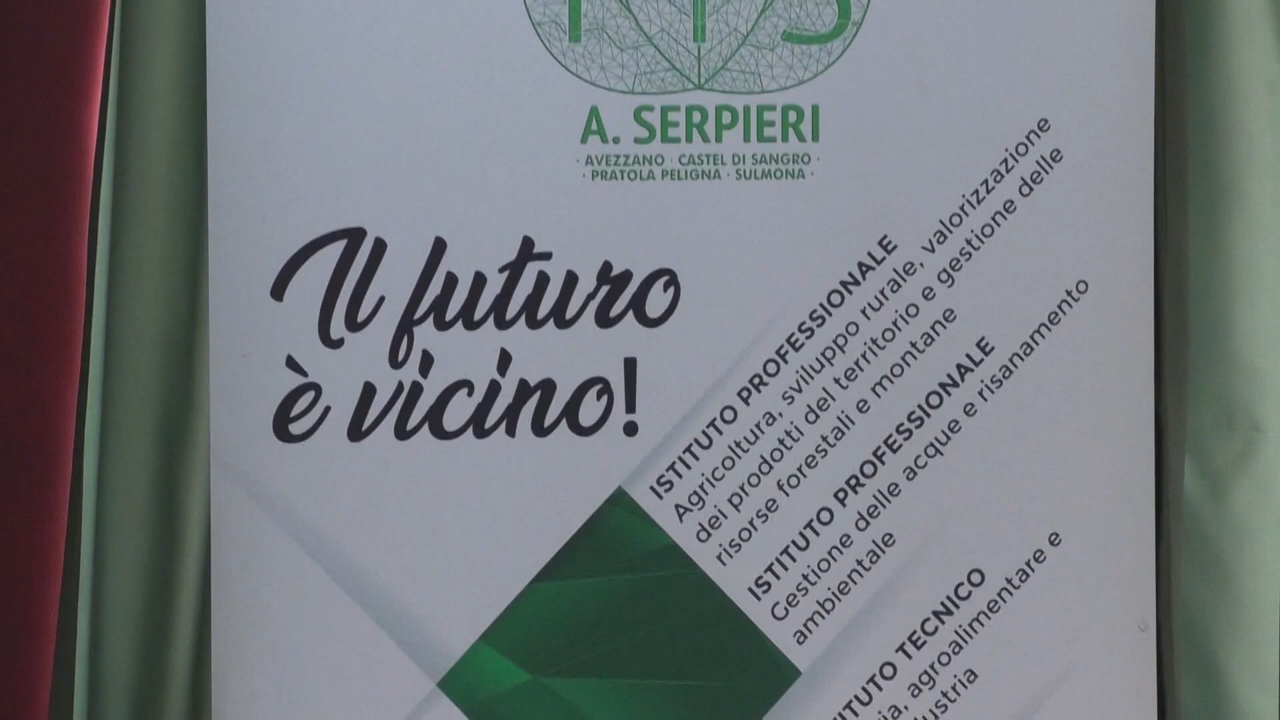 A. SERPIERI
· AVEZZANO · CASTEL DI SANGRO ·
· PRATOLA PELIGNA · SULMONA ·
Il futuro
è vicino!
ISTITUTO PROFESSIONALE
Agricoltura, sviluppo rurale, valorizzazione
dei prodotti del territorio e gestione delle
risorse forestali e montane
ISTITUTO PROFESSIONALE
Gestione delle acque e risanamento
ambientale
TECNICO
agroalimentare e